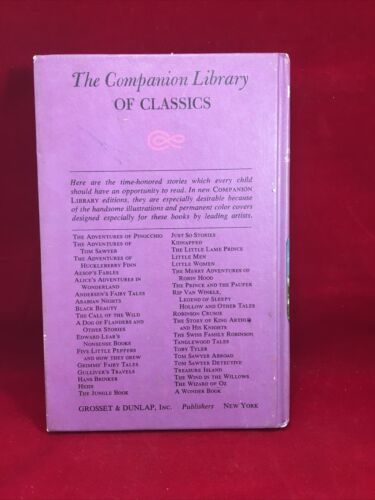 The Companion Library
OF CLASSICS
Here are the time-honored stories which every child
should have an opportunity to read. In new COMPANION
LIBRARY editions, they are especially desirable because
of the handsome illustrations and permanent color covers
designed especially for these books by leading artists.
THE ADVENTURES OF PINOCCHIO
THE ADVENTURES OF
TOM SAWYER
THE ADVENTURES OF
HUCKLEBERRY FINN
AESOP'S FABLES
ALICE'S ADVENTURES IN
WONDERLAND
ANDERSEN'S FAIRY TALES
ARABIAN NIGHTS
BLACK BEAUTY
THE CALL OF THE WILD
A DOG OF FLANDERS AND
OTHER STORIES
EDWARD LEAR'S
NONSENSE BOOKS
FIVE LITTLE PEPPERS
AND HOW THEY GREW
GRIMMS' FAIRY TALES
GULLIVER'S TRAVELS
HANS BRINKER
HEIDI
THE JUNGLE BOOK
JUST SO STORIES
KIDNAPPED
THE LITTLE LAME PRINCE
LITTLE MEN
LITTLE WOMEN
THE MERRY ADVENTURES OF
ROBIN HOOD
THE PRINCE AND THE PAUPER
RIP VAN WINKLE,
LEGEND OF SLEEPY
HOLLOW AND OTHER TALES
ROBINSON CRUSOE
THE STORY OF KING ARTHUR
AND HIS KNIGHTS
THE SWISS FAMILY ROBINSON
TANGLEWOOD TALES
TOBY TYLER
TOM SAWYER ABROAD
TOM SAWYER DETECTIVE
TREASURE ISLAND
THE WIND IN THE WILLOWS
THE WIZARD OF OZ
A WONDER BOOK
GROSSET & DUNLAP, INC. Publishers NEW YORK